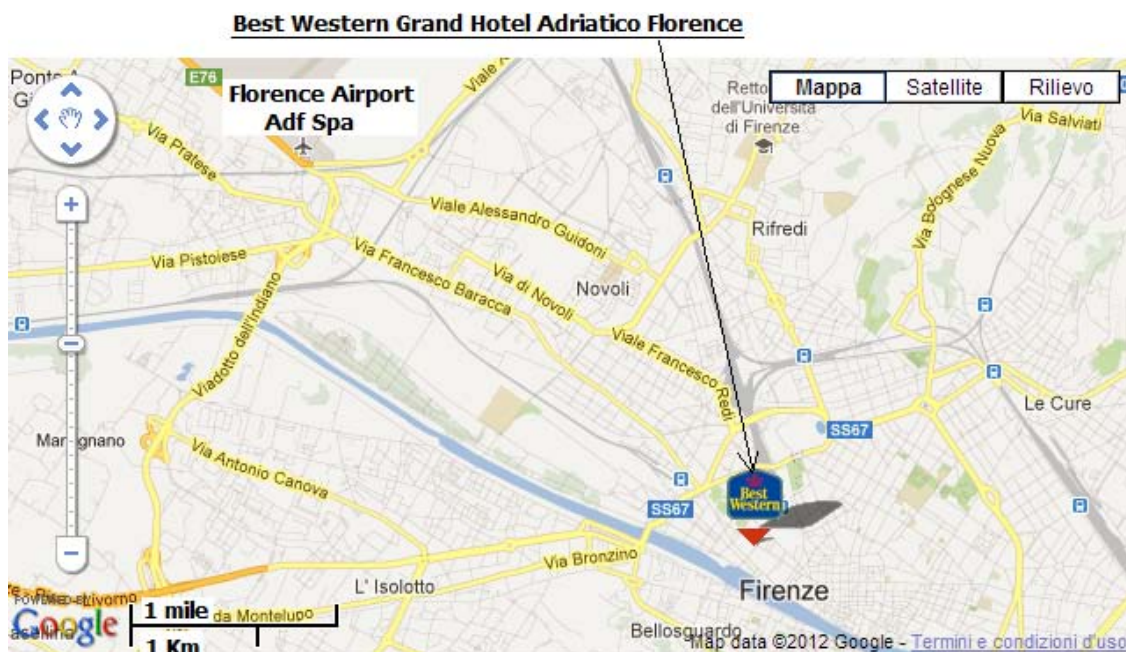 Best Western Grand Hotel Adriatico Florence
E76
Viale
Florence Airport
Adf Spa
Mappa
Satellite
Rilievo
dell'Università
di Firenze
Via Salviati
Via Pratese
Via Bolognese Nuova
Viale Alessandro Guidoni
Rifredi
Via Pistoiese
Via Francesco Baracca
Via di Novoli
Novoli
Viadotto dell'Indiano
Viale Francesco Redi
Le Cure
SS67
Via Antonio Canova
Best
Western
SS67
Via Bronzino
L' Isolotto
Firenze
Livorno
1 mile
da Montelupo
Google
1 Km
Bellosguardo
Map data ©2012 Google - Termini e condizioni d'uso